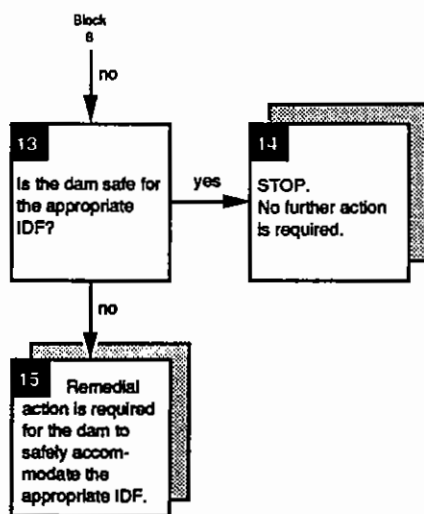 Block
8
no
13
Is the dam safe for
the appropriate
IDF?
yes
14
STOP.
No further action
is required.
no
15 Remedial
action is required
for the dam to
safely accom-
modate the
appropriate IDF.